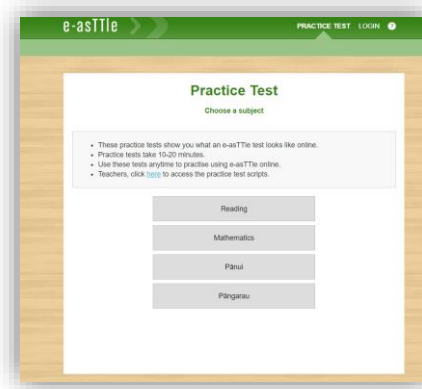 e-asTTle
PRACTICE TEST LOGIN ?
Practice Test
Choose a subject
• These practice tests show you what an e-asTTle test looks like online.
• Practice tests take 10-20 minutes.
• Use these tests anytime to practise using e-asTTle online.
• Teachers, click here to access the practice test scripts.
Reading
Mathematics
Pānui
Pāngarau